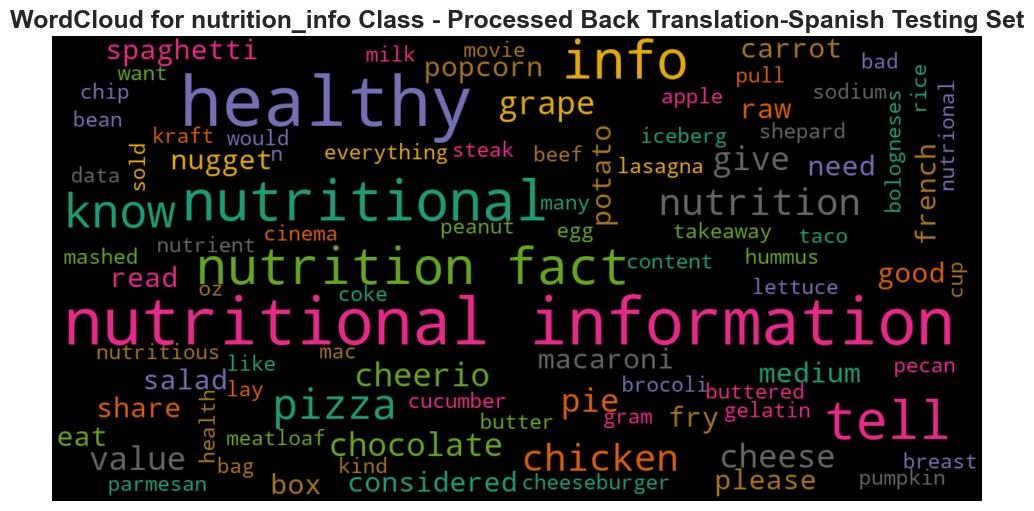 WordCloud for nutrition_info Class - Processed Back Translation-Spanish Testing Set
spaghetti milk movie info carrot
want popcorn pull bad
chip healthy grape apple raw sodium rice
bean kraft would iceberg shepard bologneses nutritional
sold nugget n everything steak beef potato lasagna give need french
data
know nutritional many nutrition
nutrient cinema peanut egg takeaway taco
mashed read nutrition fact content hummus good cup
oz coke lettuce
nutritional information
nutritious mac macaroni
like cheerio medium pecan
salad lay brocoli buttered
share health pizza cucumber pie gram fry gelatin tell
eat meatloaf butter
value chocolate chicken cheese breast
bag kind
parmesan box considered cheeseburger please pumpkin